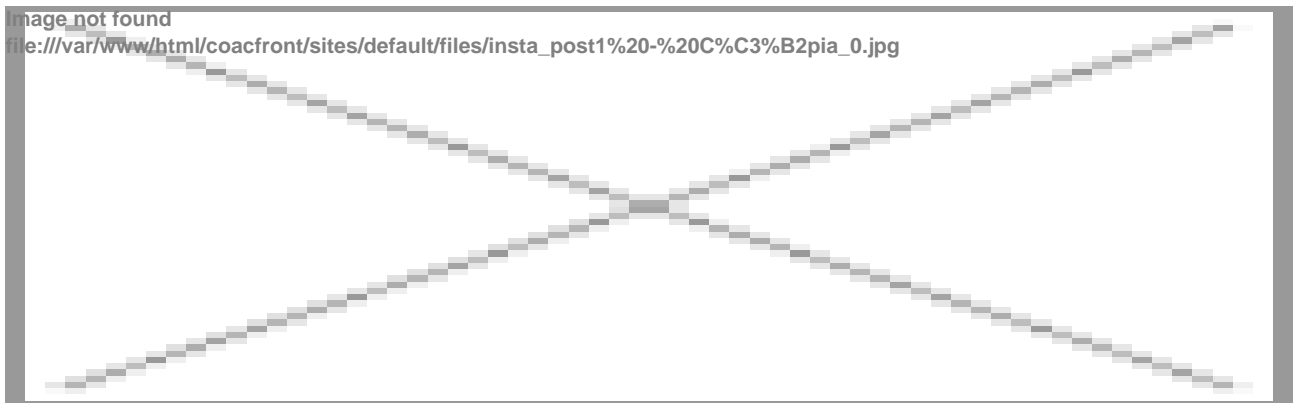 Image not found
file:///var/www/html/coacfront/sites/default/files/insta_post1%20-%20C%C3%B2pia_0.jpg